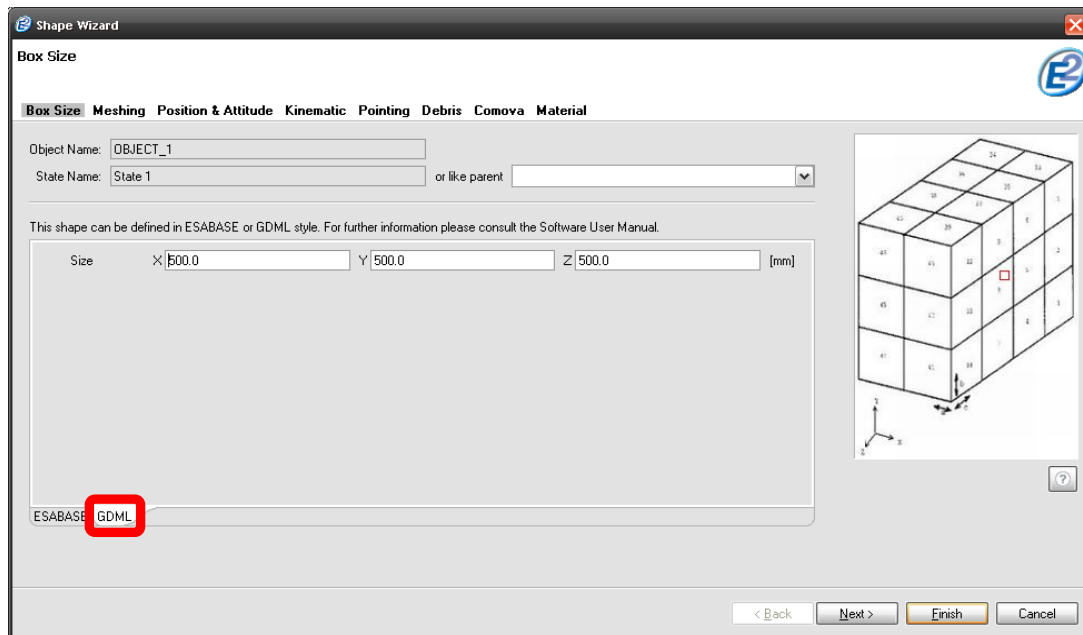 Shape Wizard
Box Size
E2
Box Size Meshing Position & Attitude Kinematic Pointing Debris Comova Material
Object Name: OBJECT_1
State Name: State 1 or like parent
This shape can be defined in ESABASE or GDML style. For further information please consult the Software User Manual.
Size X 500.0 Y 500.0 Z 500.0 [mm]
ESABASE GDML
?
< Back Next > Finish Cancel